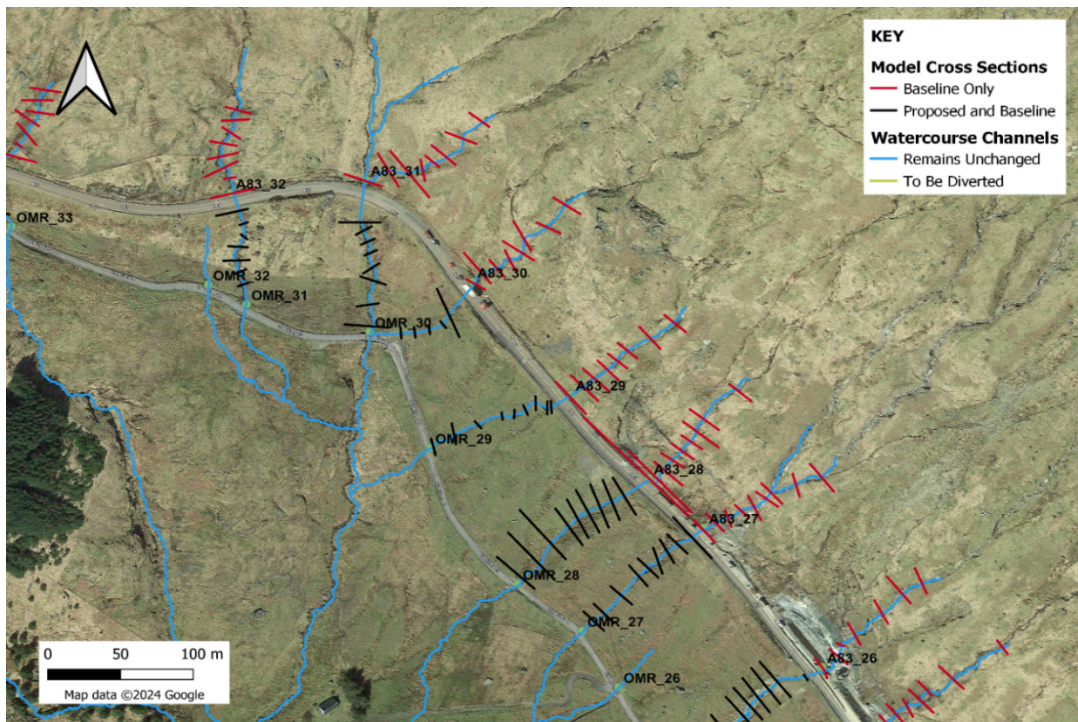 KEY
Model Cross Sections
Baseline Only
Proposed and Baseline
Watercourse Channels
Remains Unchanged
To Be Diverted
A83_32
A83_31
OMR_33
A83_30
OMR_32
OMR_31
OMR_30
A83_29
OMR_29
A83_28
A83_27
OMR_28
OMR_27
A83_26
OMR_26
0 50 100 m
Map data ©2024 Google